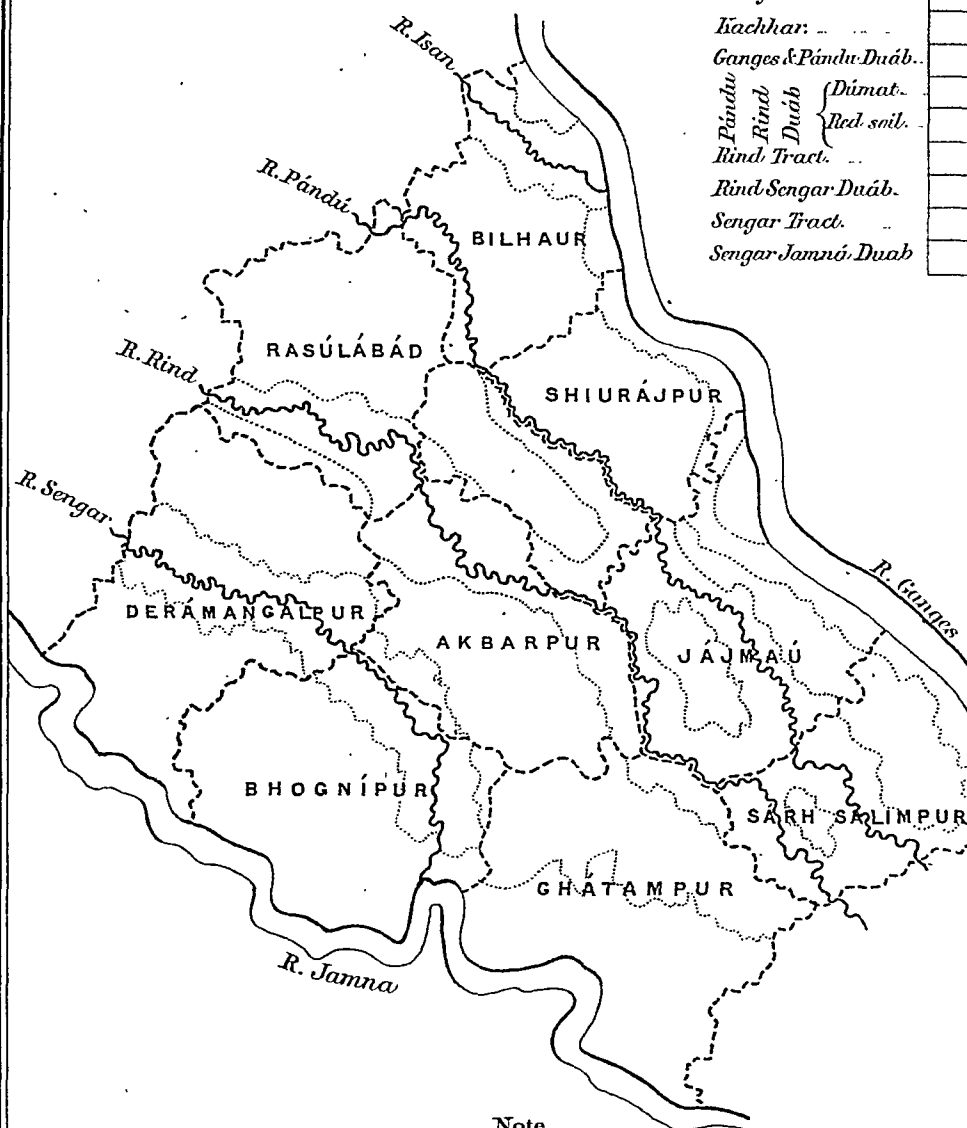 Kachhar.
Ganges & Pándu Duáb.
Pándu Rind Duáb { Dúmat.
Red soil.
Rind Tract.
Rind Sengar Duáb.
Sengar Tract.
Sengar Jamná Duab
R. Isan
R. Pándú
BILHAUR
RASÚLÁBÁD
R. Rind
SHIURÁJPUR
R. Sengar
R. Ganges
DERÁMANGALPUR
AKBARPUR
JÁJMAÚ
BHOGNÍPUR
SÁRH SALIMPUR
GHÁTAMPUR
R. Jamna
Note